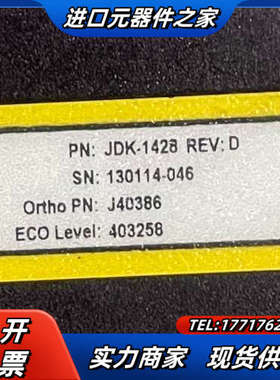 进口元器件之家
PN: JDK-1428 REV: D
SN: 130114-046
Ortho PN: J40386
ECO Level: 403258
开
票
TEL:1771762
实力商家 现货供